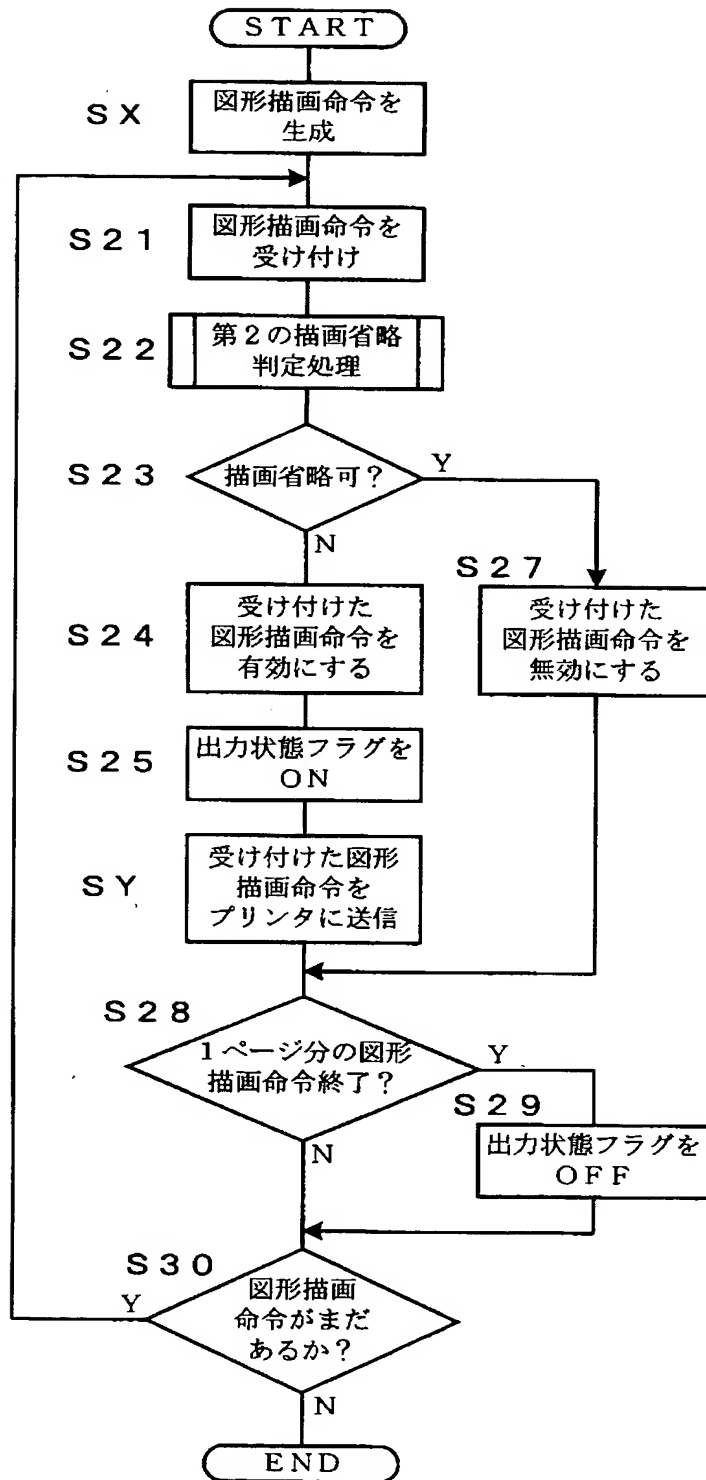 START
SX
図形描画命令を
生成
S21
図形描画命令を
受け付け
S22
第2の描画省略
判定処理
S23
描画省略可?
Y
N
S24
受け付けた
図形描画命令を
有効にする
S27
受け付けた
図形描画命令を
無効にする
S25
出力状態フラグを
ON
SY
受け付けた図形
描画命令を
プリンタに送信
S28
1ページ分の図形
描画命令終了?
Y
N
S29
出力状態フラグを
OFF
S30
図形描画
命令がまだ
あるか?
Y
N
END